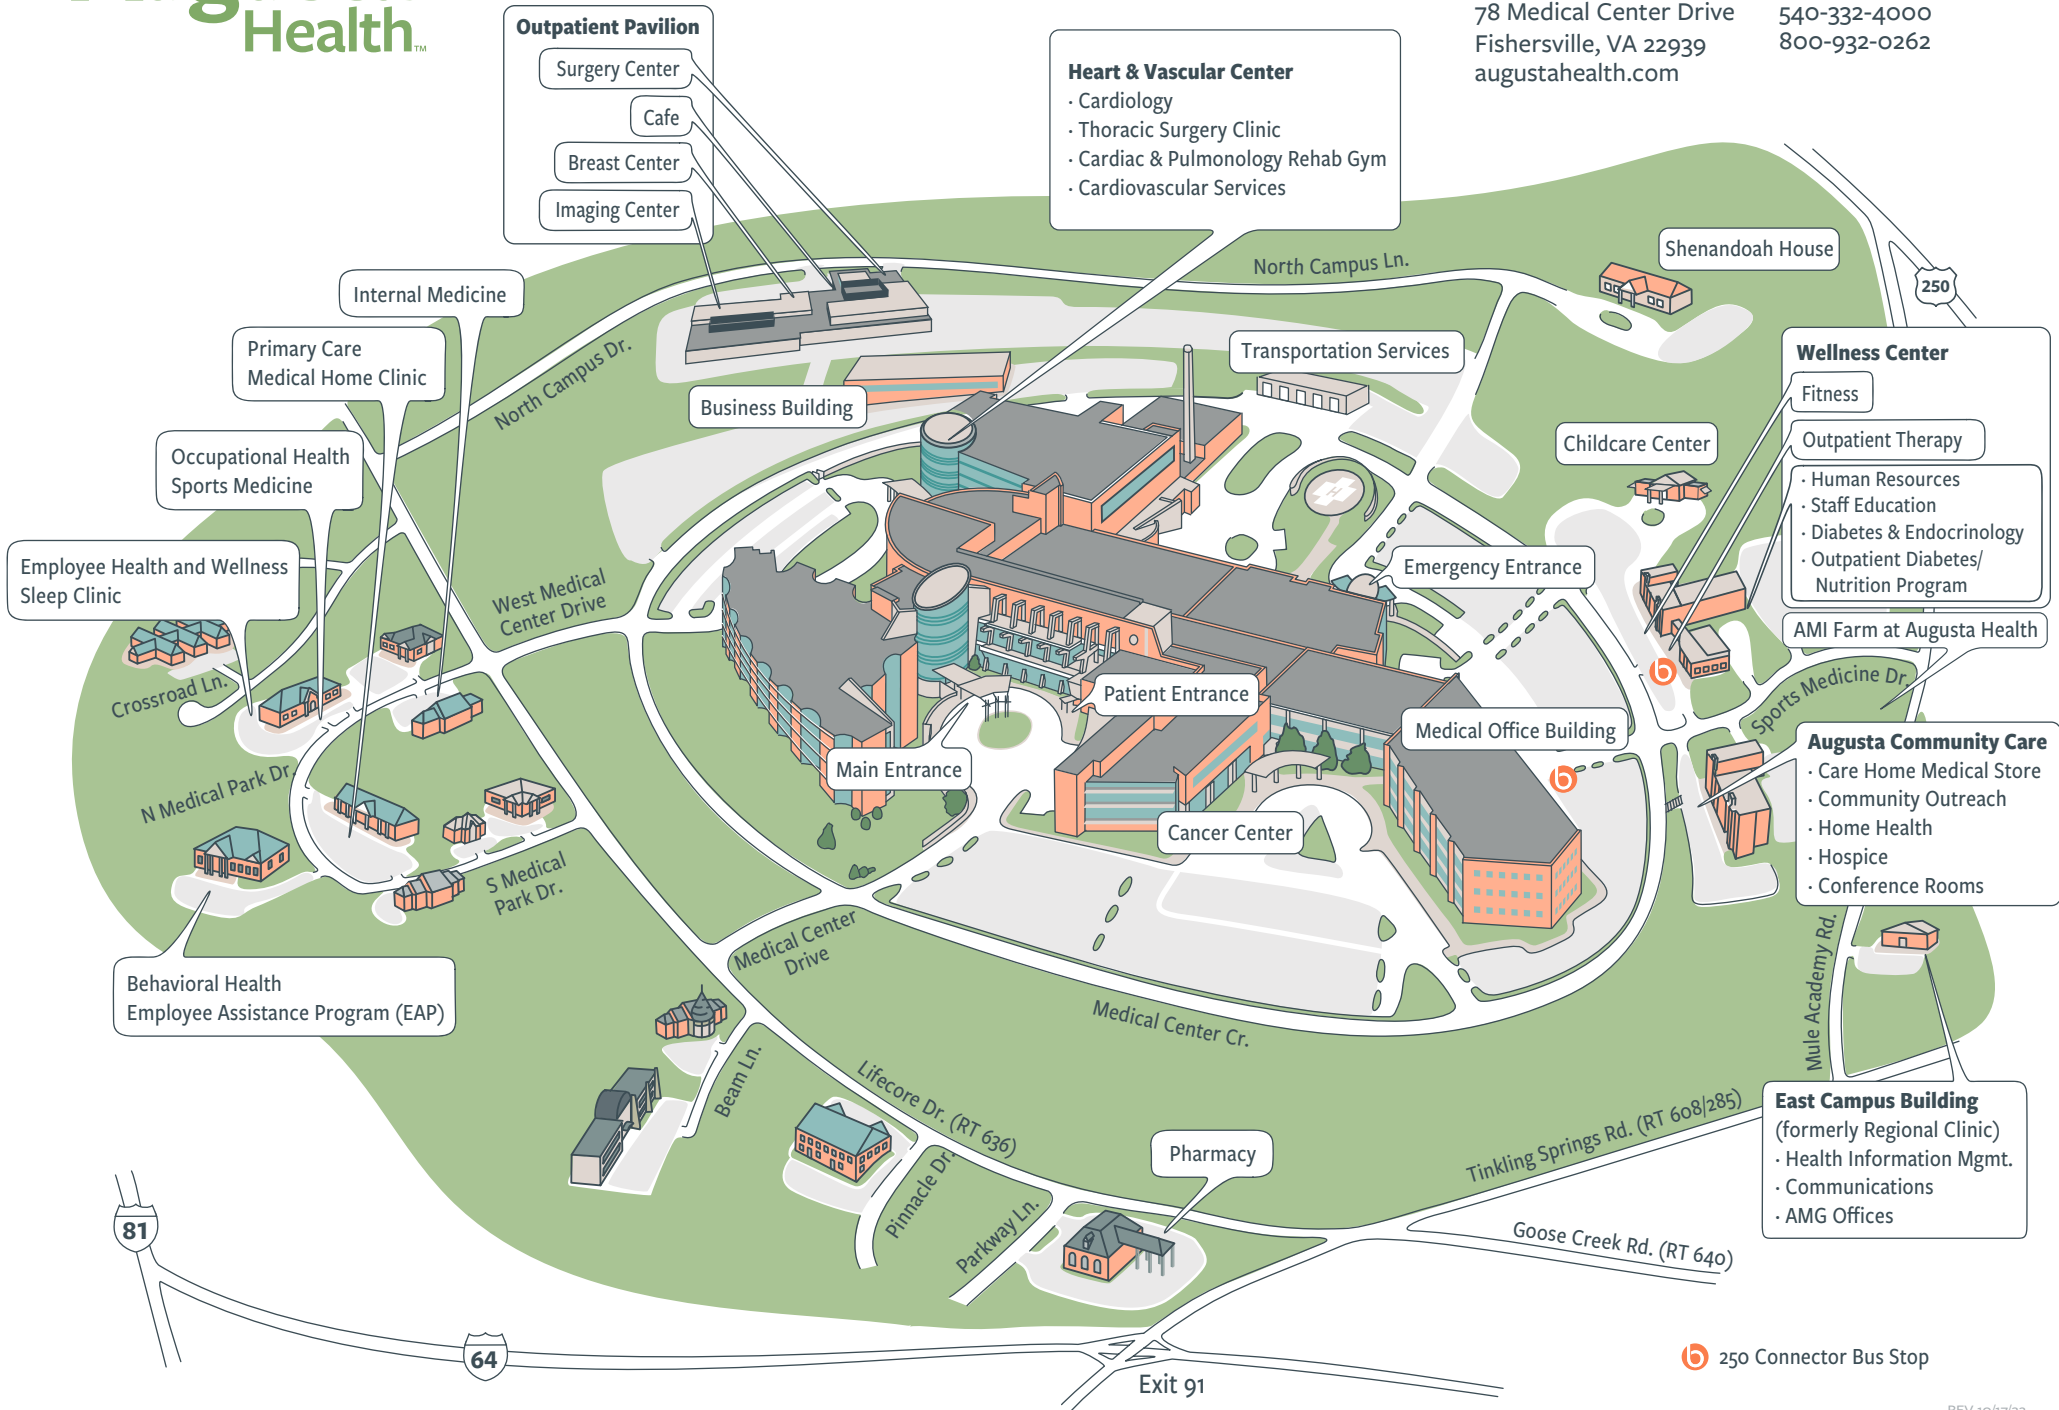 Health™
78 Medical Center Drive
Fishersville, VA 22939
augustahealth.com
540-332-4000
800-932-0262
Outpatient Pavilion
Surgery Center
Cafe
Breast Center
Imaging Center
Heart & Vascular Center
· Cardiology
· Thoracic Surgery Clinic
· Cardiac & Pulmonology Rehab Gym
· Cardiovascular Services
North Campus Ln.
Shenandoah House
250
Internal Medicine
Primary Care
Medical Home Clinic
North Campus Dr.
Business Building
Transportation Services
Wellness Center
Fitness
Outpatient Therapy
· Human Resources
· Staff Education
· Diabetes & Endocrinology
· Outpatient Diabetes/
Nutrition Program
Childcare Center
Occupational Health
Sports Medicine
Employee Health and Wellness
Sleep Clinic
West Medical
Center Drive
H
Emergency Entrance
AMI Farm at Augusta Health
Crossroad Ln.
Sports Medicine Dr.
b
Patient Entrance
Medical Office Building
Main Entrance
b
Augusta Community Care
· Care Home Medical Store
· Community Outreach
· Home Health
· Hospice
· Conference Rooms
N Medical Park Dr.
Cancer Center
S Medical
Park Dr.
Medical Center
Drive
Behavioral Health
Employee Assistance Program (EAP)
Medical Center Cr.
Mule Academy Rd.
Beam Ln.
Lifecore Dr. (RT 636)
East Campus Building
(formerly Regional Clinic)
· Health Information Mgmt.
· Communications
· AMG Offices
Tinkling Springs Rd. (RT 608/285)
Pharmacy
Pinnacle Dr.
Parkway Ln.
Goose Creek Rd. (RT 640)
81
64
Exit 91
b 250 Connector Bus Stop